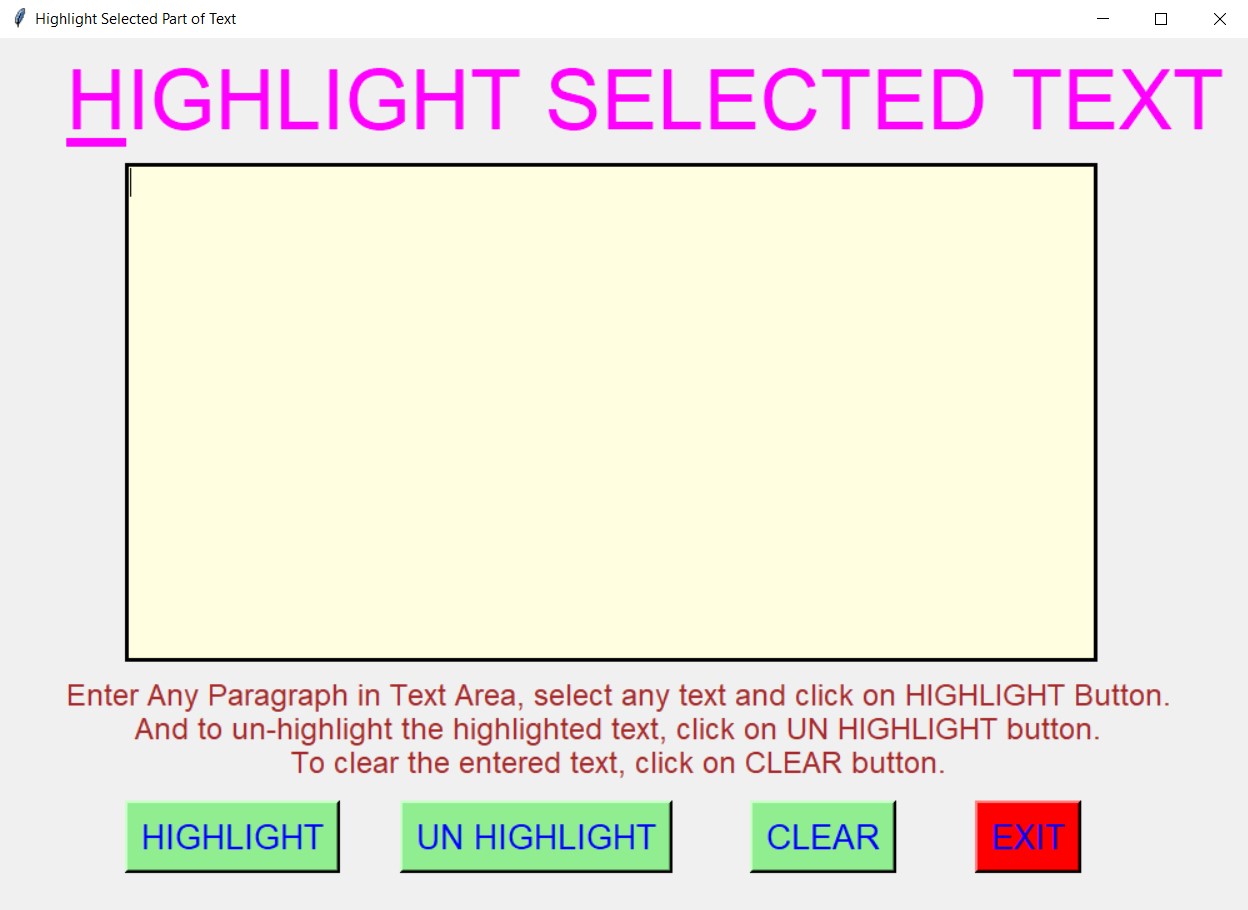 Highlight Selected Part of Text
HIGHLIGHT SELECTED TEXT
Enter Any Paragraph in Text Area, select any text and click on HIGHLIGHT Button.
And to un-highlight the highlighted text, click on UN HIGHLIGHT button.
To clear the entered text, click on CLEAR button.
HIGHLIGHT UN HIGHLIGHT CLEAR EXIT